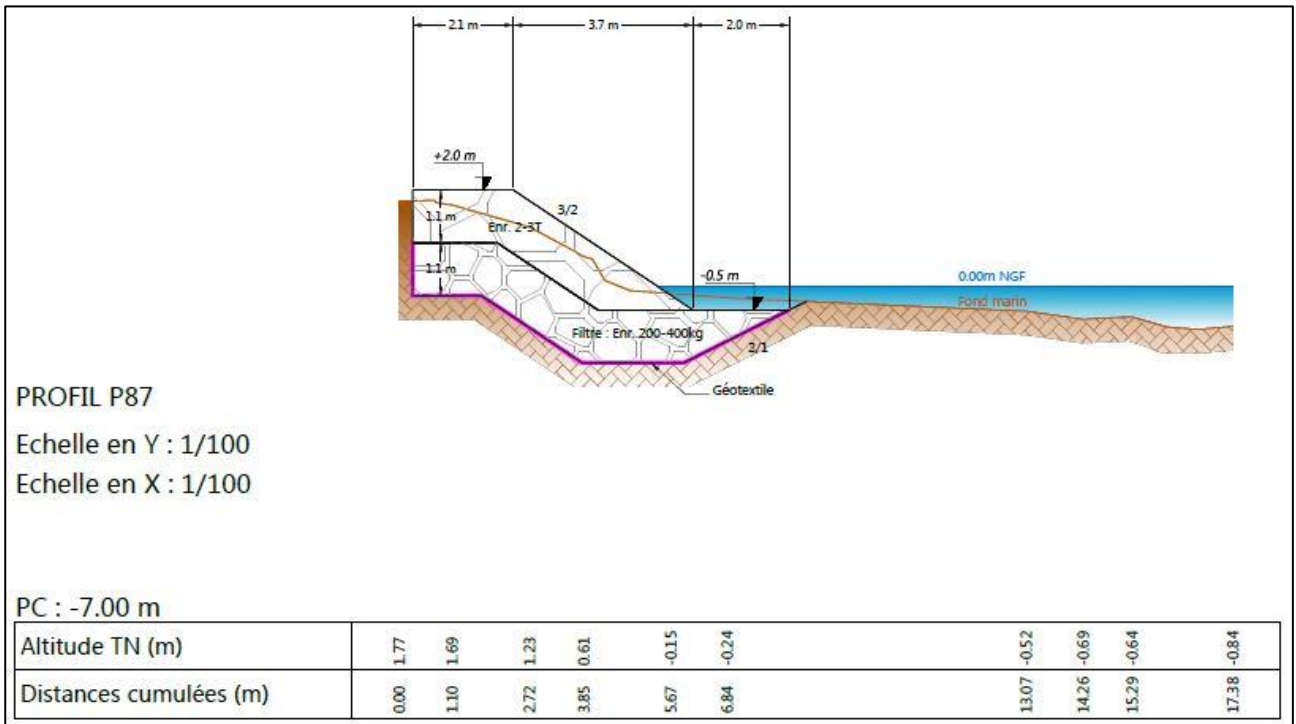 2.1 m 3.7 m 2.0 m
+2.0 m
3/2
1.1 m
Enr. 2-3T
1.1 m
-0.5 m
0.00m NGF
Fond marin
Filtre : Enr. 200-400kg
2/1
Géotextile
PROFIL P87
Echelle en Y : 1/100
Echelle en X : 1/100
PC : -7.00 m
Altitude TN (m) 1.77 1.69 1.23 0.61 -0.15 -0.24 -0.52 -0.69 -0.64 -0.84
Distances cumulées (m) 0.00 1.10 2.72 3.85 5.67 6.84 13.07 14.26 15.29 17.38